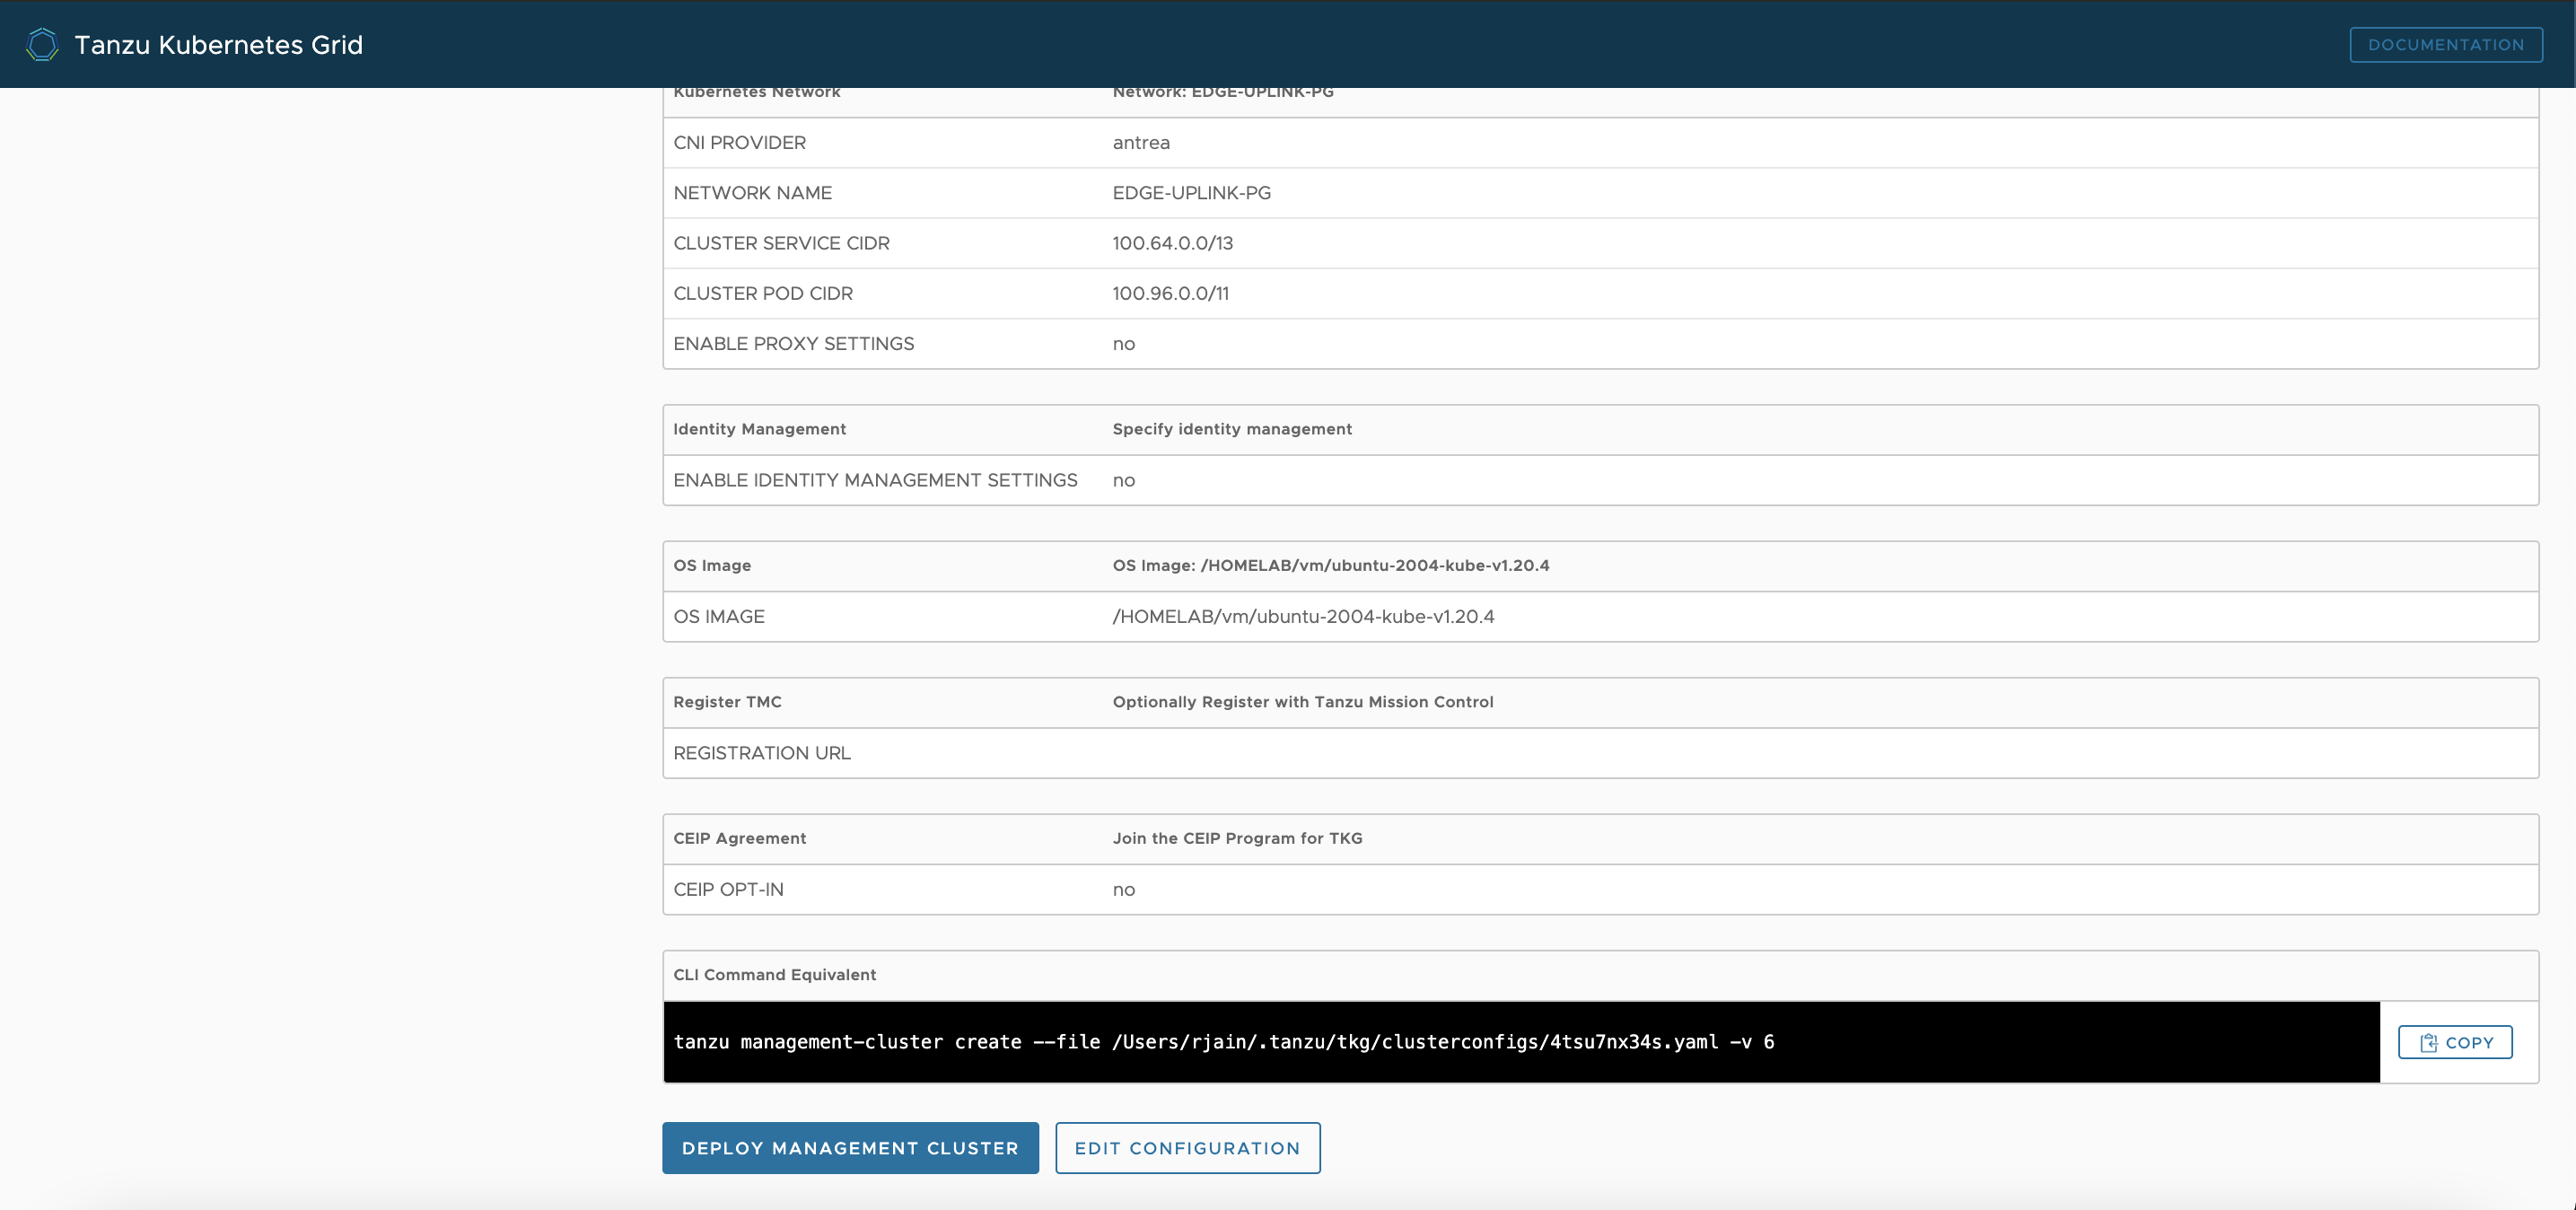 Tanzu Kubernetes Grid
DOCUMENTATION
Kubernetes Network Network: EDGE-UPLINK-PG
CNI PROVIDER antrea
NETWORK NAME EDGE-UPLINK-PG
CLUSTER SERVICE CIDR 100.64.0.0/13
CLUSTER POD CIDR 100.96.0.0/11
ENABLE PROXY SETTINGS no
Identity Management Specify identity management
ENABLE IDENTITY MANAGEMENT SETTINGS no
OS Image OS Image: /HOMELAB/vm/ubuntu-2004-kube-v1.20.4
OS IMAGE /HOMELAB/vm/ubuntu-2004-kube-v1.20.4
Register TMC Optionally Register with Tanzu Mission Control
REGISTRATION URL
CEIP Agreement Join the CEIP Program for TKG
CEIP OPT-IN no
CLI Command Equivalent
tanzu management-cluster create --file /Users/rjain/.tanzu/tkg/clusterconfigs/4tsu7nx34s.yaml -v 6
COPY
DEPLOY MANAGEMENT CLUSTER EDIT CONFIGURATION